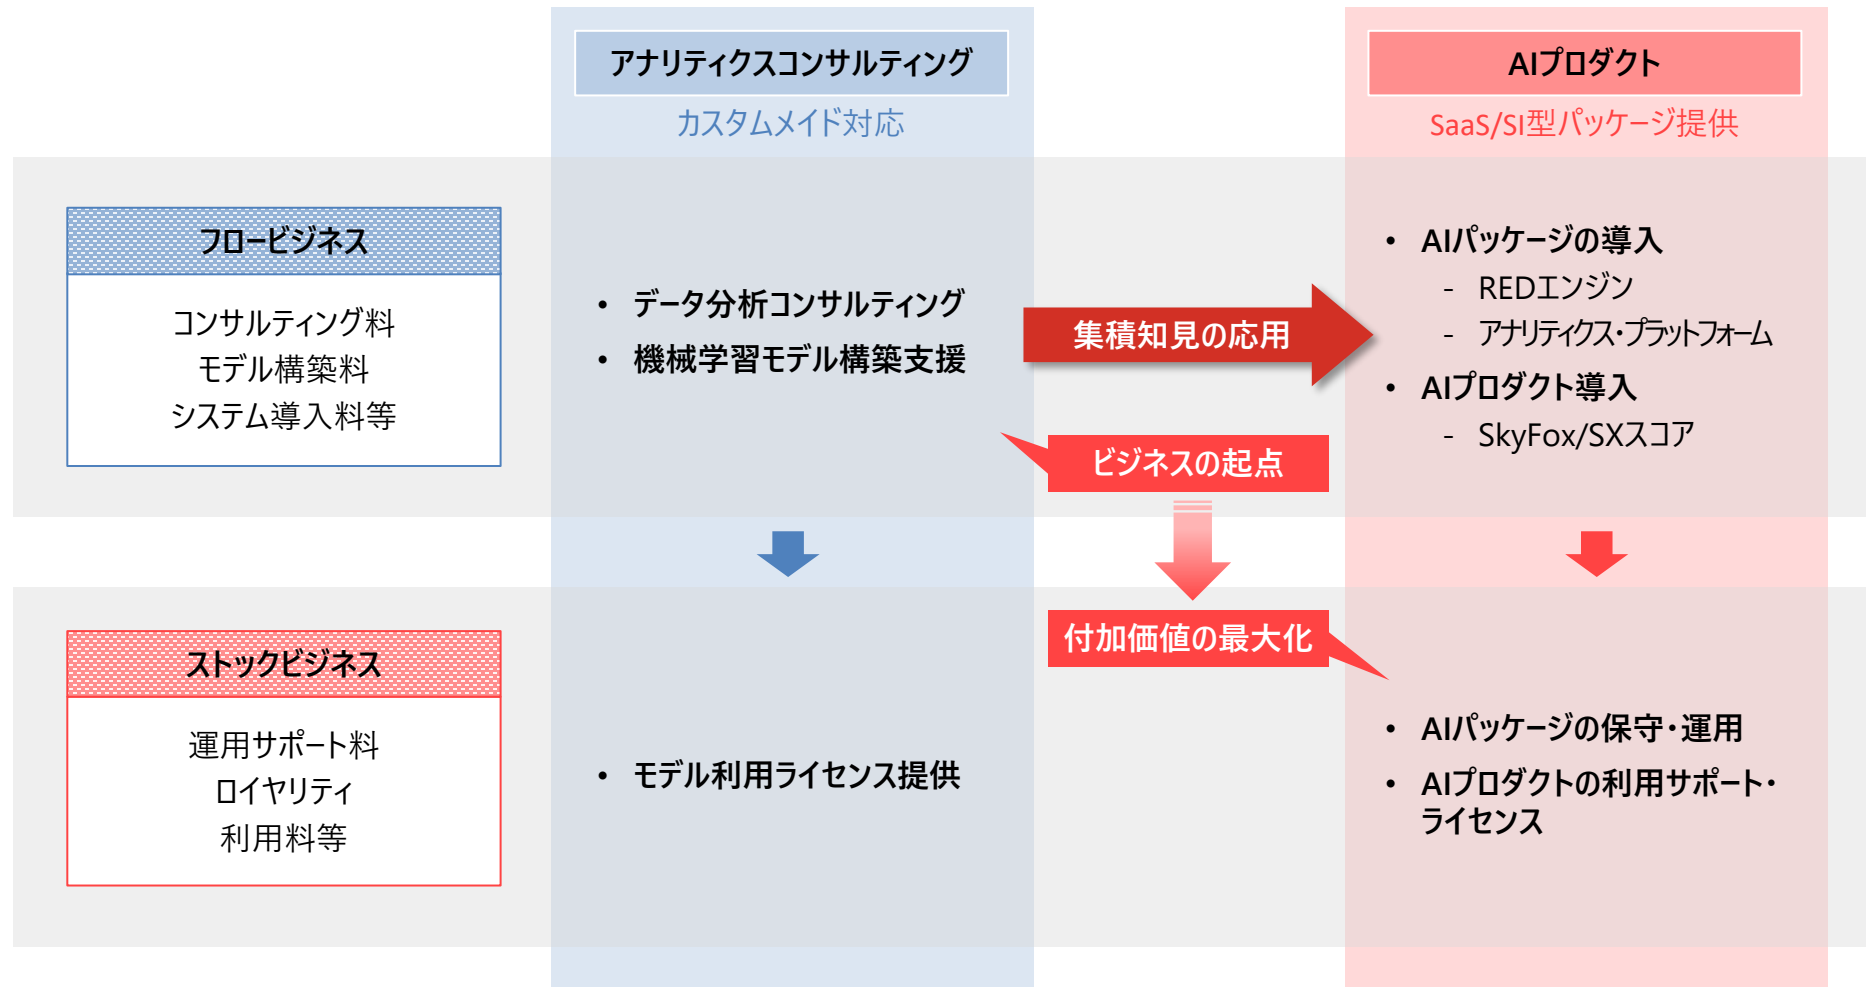 アナリティクスコンサルティング
カスタムメイド対応
AIプロダクト
SaaS/SI型パッケージ提供
フロービジネス
コンサルティング料
モデル構築料
システム導入料等
• データ分析コンサルティング
• 機械学習モデル構築支援
集積知見の応用
• AIパッケージの導入
- REDエンジン
- アナリティクス・プラットフォーム
• AIプロダクト導入
- SkyFox/SXスコア
ビジネスの起点
付加価値の最大化
ストックビジネス
運用サポート料
ロイヤリティ
利用料等
• モデル利用ライセンス提供
• AIパッケージの保守・運用
• AIプロダクトの利用サポート・
ライセンス